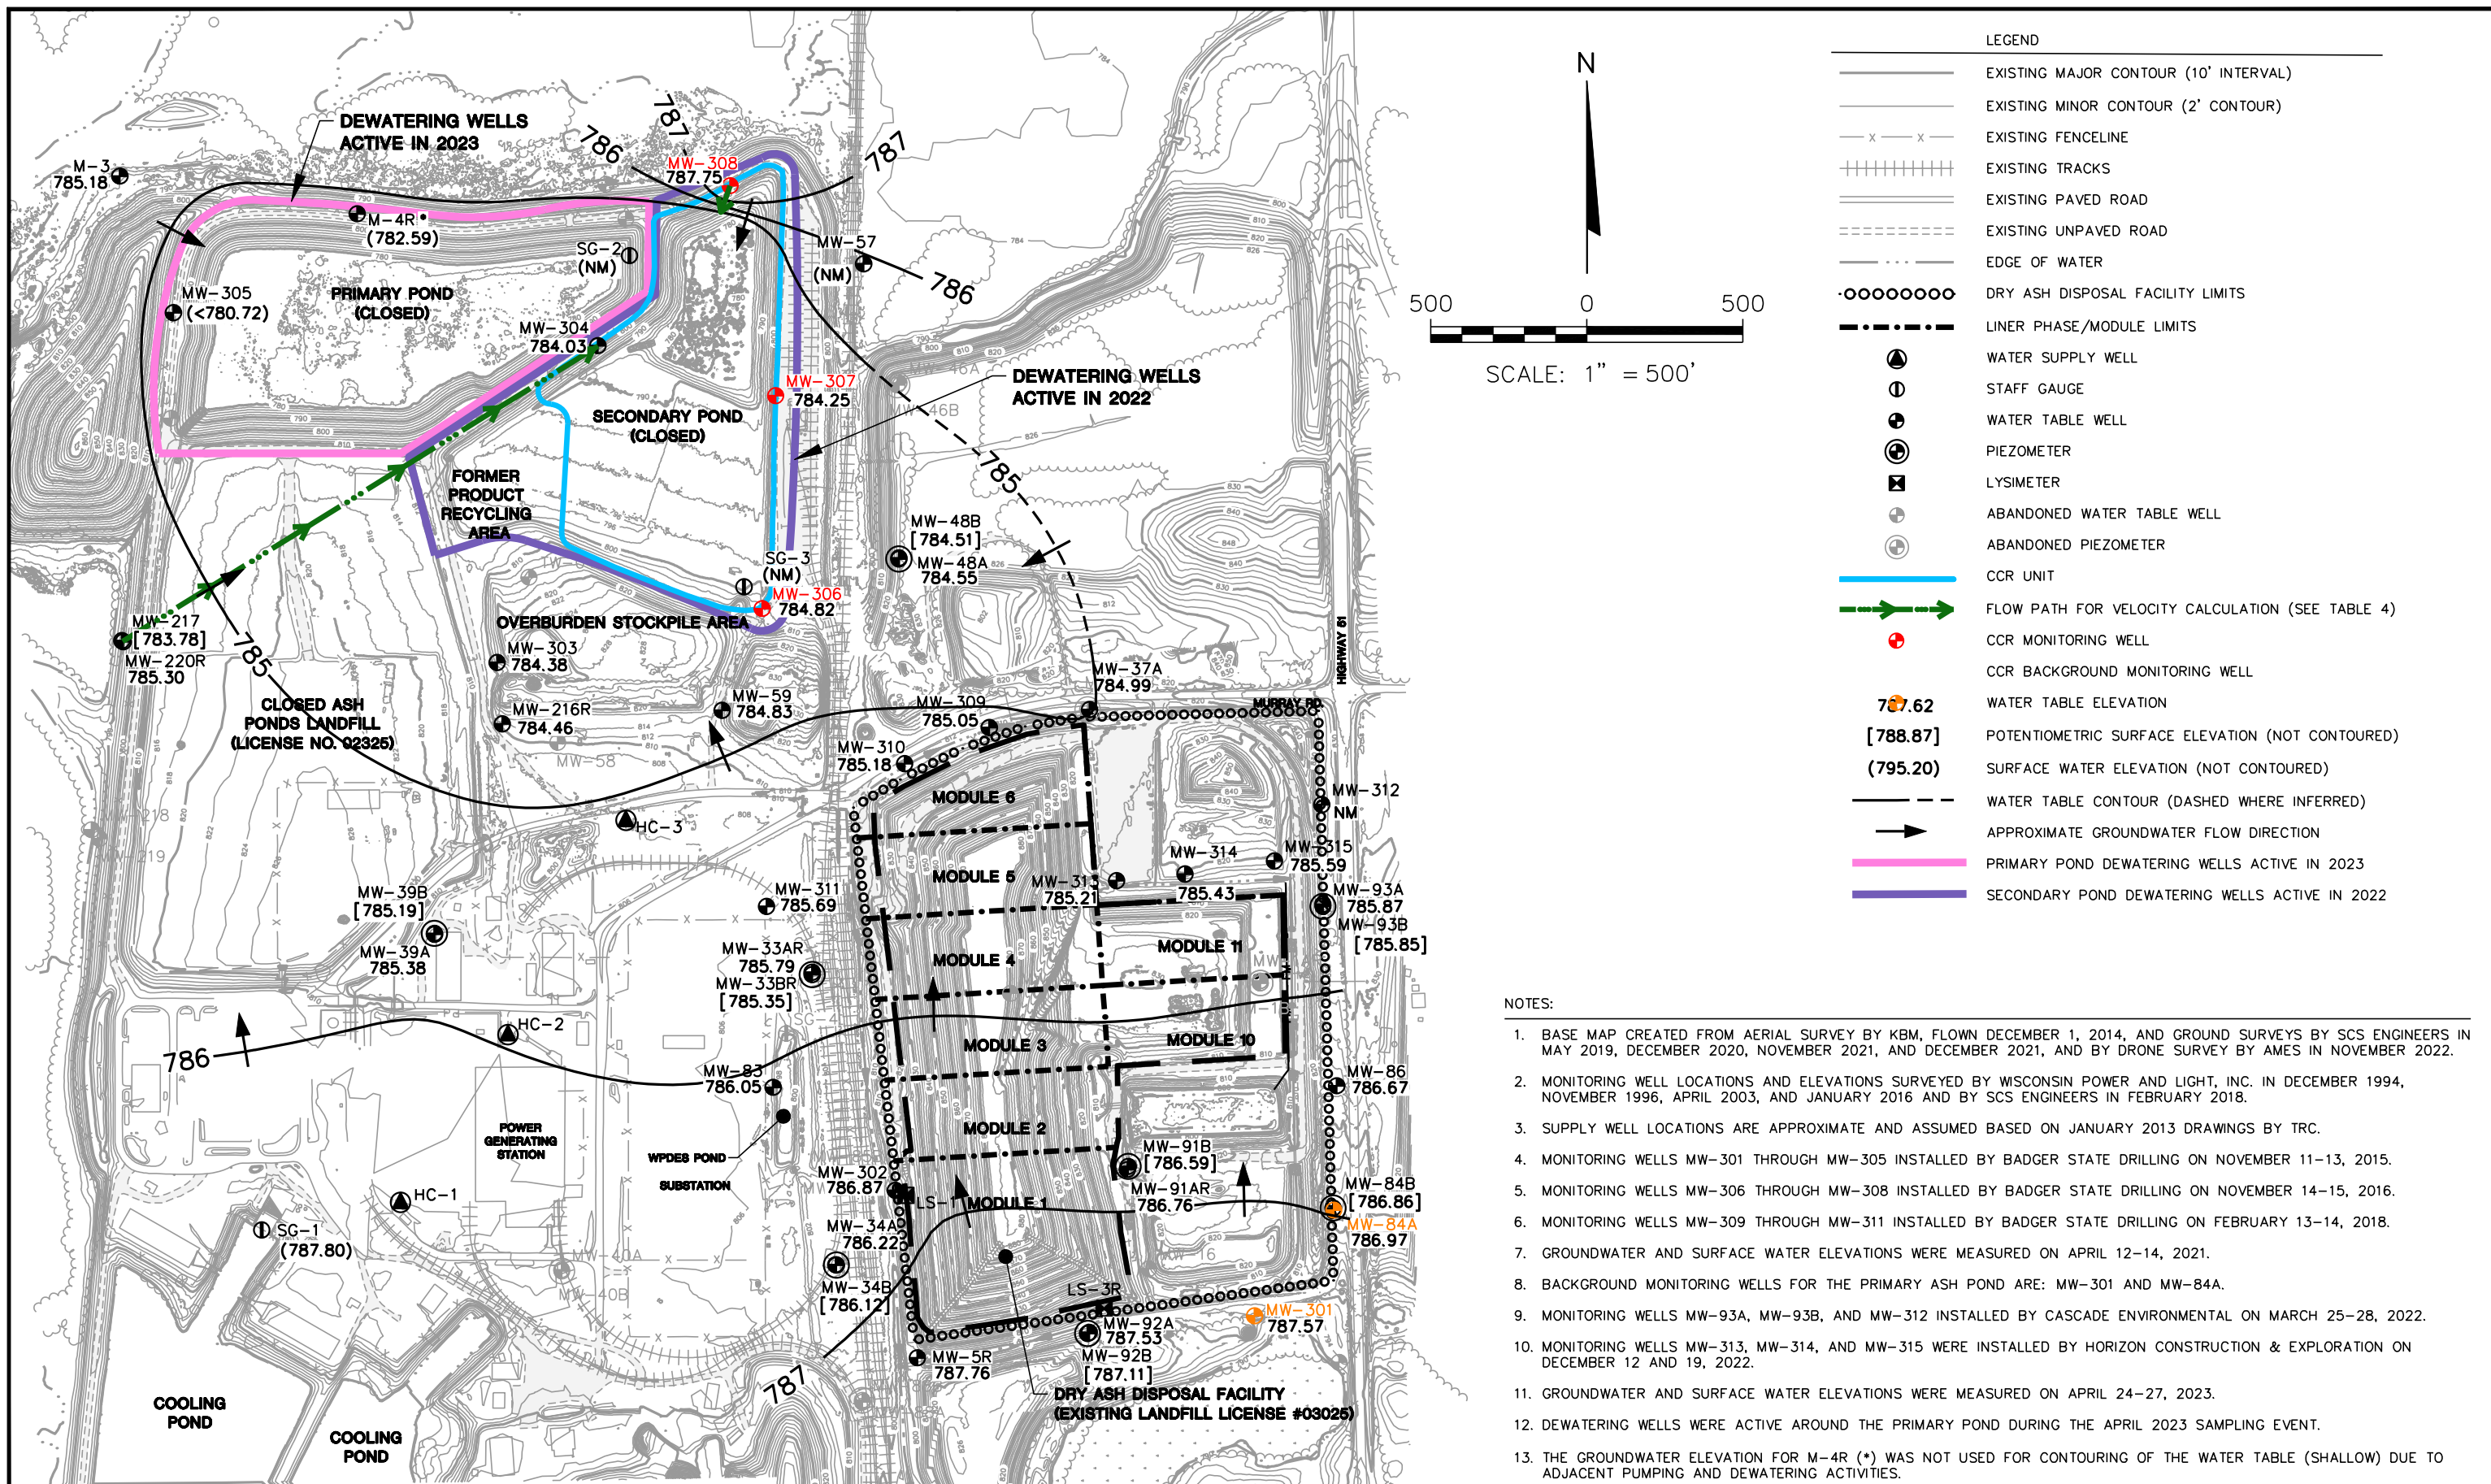 DEWATERING WELLS
ACTIVE IN 2023
M-3
785.18
M-4R*
(782.59)
MW-305
(<780.72)
PRIMARY POND
(CLOSED)
SG-2
(NM)
MW-304
784.03
786
787
MW-308
787.75
787
MW-57
(NM)
786
MW-307
784.25
MW-46A
MW-46B
DEWATERING WELLS
ACTIVE IN 2022
SECONDARY POND
(CLOSED)
785
FORMER
PRODUCT
RECYCLING
AREA
MW-48B
[784.51]
MW-48A
784.55
SG-3
(NM)
MW-306
784.82
OVERBURDEN STOCKPILE AREA
MW-217
[783.78]
MW-220R
785.30
785
MW-303
784.38
MW-216R
784.46
MW-58
MW-59
784.83
CLOSED ASH
PONDS LANDFILL
(LICENSE NO. 02325)
MW-37A
784.99
MW-309
785.05
MW-310
785.18
MURRAY RD.
HIGHWAY 51
MW-218
MW-219
HC-3
MODULE 6
MW-312
NM
MW-315
785.59
MW-314
785.43
MW-313
785.21
MODULE 5
MW-39B
[785.19]
MW-39A
785.38
MW-311
785.69
MW-93A
785.87
MW-93B
[785.85]
MW-33AR
785.79
MW-33BR
[785.35]
MODULE 4
MODULE 11
HC-2
786
MODULE 3
MODULE 10
MW-83
786.05
MW-86
786.67
POWER
GENERATING
STATION
WPDES POND
SUBSTATION
MODULE 2
MW-91B
[786.59]
MW-91AR
786.76
MW-302
786.87
LS-1
MODULE 1
MW-84B
[786.86]
MW-84A
786.97
HC-1
SG-1
(787.80)
MW-34A
786.22
MW-34B
[786.12]
MW-40A
MW-40B
LS-3R
MW-301
787.57
MW-92A
787.53
MW-92B
[787.11]
MW-5R
787.76
787
DRY ASH DISPOSAL FACILITY
(EXISTING LANDFILL LICENSE #03025)
COOLING
POND
COOLING
POND
N
500 0 500
SCALE: 1" = 500'
LEGEND
EXISTING MAJOR CONTOUR (10' INTERVAL)
EXISTING MINOR CONTOUR (2' CONTOUR)
EXISTING FENCELINE
EXISTING TRACKS
EXISTING PAVED ROAD
EXISTING UNPAVED ROAD
EDGE OF WATER
DRY ASH DISPOSAL FACILITY LIMITS
LINER PHASE/MODULE LIMITS
WATER SUPPLY WELL
STAFF GAUGE
WATER TABLE WELL
PIEZOMETER
LYSIMETER
ABANDONED WATER TABLE WELL
ABANDONED PIEZOMETER
CCR UNIT
FLOW PATH FOR VELOCITY CALCULATION (SEE TABLE 4)
CCR MONITORING WELL
CCR BACKGROUND MONITORING WELL
787.62 WATER TABLE ELEVATION
[788.87] POTENTIOMETRIC SURFACE ELEVATION (NOT CONTOURED)
(795.20) SURFACE WATER ELEVATION (NOT CONTOURED)
WATER TABLE CONTOUR (DASHED WHERE INFERRED)
APPROXIMATE GROUNDWATER FLOW DIRECTION
PRIMARY POND DEWATERING WELLS ACTIVE IN 2023
SECONDARY POND DEWATERING WELLS ACTIVE IN 2022
NOTES:
1. BASE MAP CREATED FROM AERIAL SURVEY BY KBM, FLOWN DECEMBER 1, 2014, AND GROUND SURVEYS BY SCS ENGINEERS IN
MAY 2019, DECEMBER 2020, NOVEMBER 2021, AND DECEMBER 2021, AND BY DRONE SURVEY BY AMES IN NOVEMBER 2022.
2. MONITORING WELL LOCATIONS AND ELEVATIONS SURVEYED BY WISCONSIN POWER AND LIGHT, INC. IN DECEMBER 1994,
NOVEMBER 1996, APRIL 2003, AND JANUARY 2016 AND BY SCS ENGINEERS IN FEBRUARY 2018.
3. SUPPLY WELL LOCATIONS ARE APPROXIMATE AND ASSUMED BASED ON JANUARY 2013 DRAWINGS BY TRC.
4. MONITORING WELLS MW-301 THROUGH MW-305 INSTALLED BY BADGER STATE DRILLING ON NOVEMBER 11-13, 2015.
5. MONITORING WELLS MW-306 THROUGH MW-308 INSTALLED BY BADGER STATE DRILLING ON NOVEMBER 14-15, 2016.
6. MONITORING WELLS MW-309 THROUGH MW-311 INSTALLED BY BADGER STATE DRILLING ON FEBRUARY 13-14, 2018.
7. GROUNDWATER AND SURFACE WATER ELEVATIONS WERE MEASURED ON APRIL 12-14, 2021.
8. BACKGROUND MONITORING WELLS FOR THE PRIMARY ASH POND ARE: MW-301 AND MW-84A.
9. MONITORING WELLS MW-93A, MW-93B, AND MW-312 INSTALLED BY CASCADE ENVIRONMENTAL ON MARCH 25-28, 2022.
10. MONITORING WELLS MW-313, MW-314, AND MW-315 WERE INSTALLED BY HORIZON CONSTRUCTION & EXPLORATION ON
DECEMBER 12 AND 19, 2022.
11. GROUNDWATER AND SURFACE WATER ELEVATIONS WERE MEASURED ON APRIL 24-27, 2023.
12. DEWATERING WELLS WERE ACTIVE AROUND THE PRIMARY POND DURING THE APRIL 2023 SAMPLING EVENT.
13. THE GROUNDWATER ELEVATION FOR M-4R (*) WAS NOT USED FOR CONTOURING OF THE WATER TABLE (SHALLOW) DUE TO
ADJACENT PUMPING AND DEWATERING ACTIVITIES.